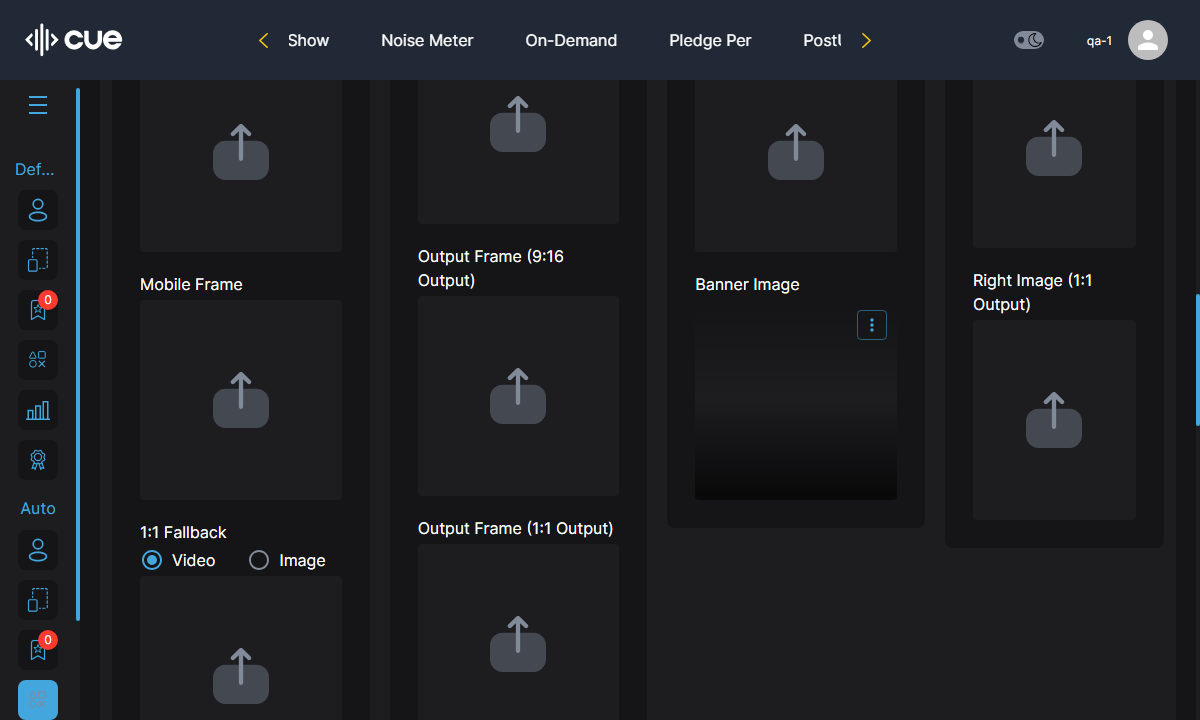 cue
Show
Noise Meter
On-Demand
Pledge Per
PostU
qa-1
Def...
0
Auto
0
Mobile Frame
1:1 Fallback
Video
Image
Output Frame (9:16
Output)
Output Frame (1:1 Output)
Banner Image
Right Image (1:1
Output)